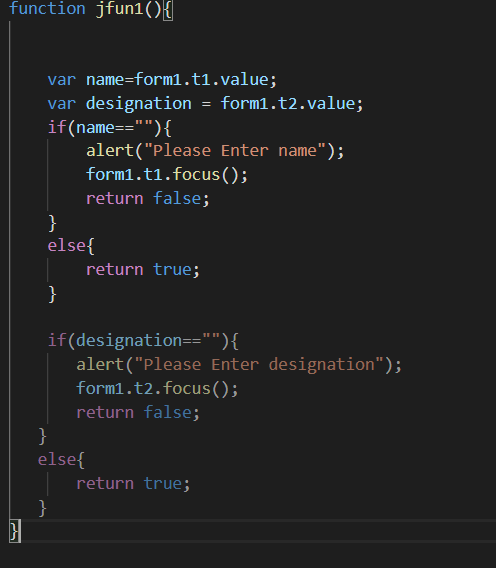 function jfun1(){
var name=form1.t1.value;
var designation = form1.t2.value;
if(name==""){
alert("Please Enter name");
form1.t1.focus();
return false;
}
else{
return true;
}
if(designation==""){
alert("Please Enter designation");
form1.t2.focus();
return false;
}
else{
return true;
}
}